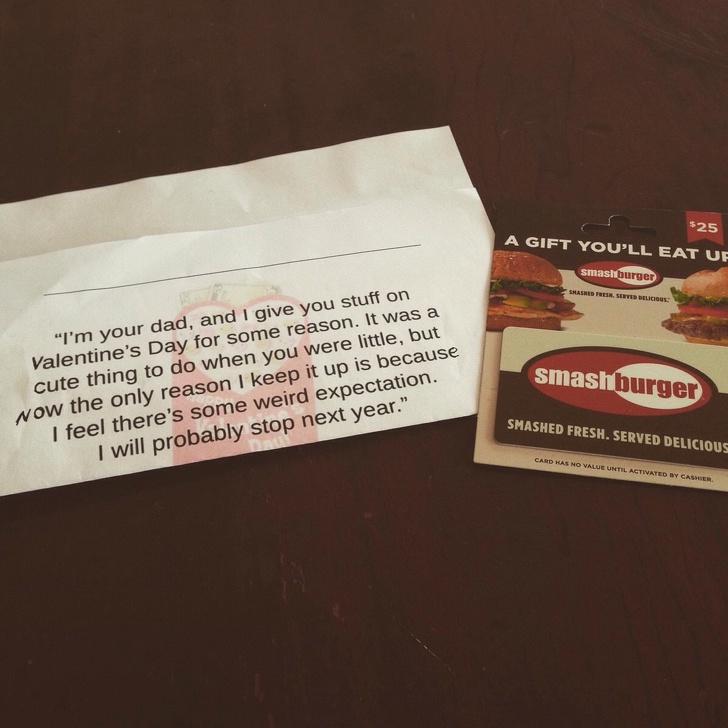 “I'm your dad, and I give you stuff on
Valentine's Day for some reason. It was a
cute thing to do when you were little, but
now the only reason I keep it up is because
I feel there's some weird expectation.
I will probably stop next year.”
$25
A GIFT YOU'LL EAT UP
smashburger
SMASHED FRESH. SERVED DELICIOUS.
smashburger
SMASHED FRESH. SERVED DELICIOUS
CARD HAS NO VALUE UNTIL ACTIVATED BY CASHIER.